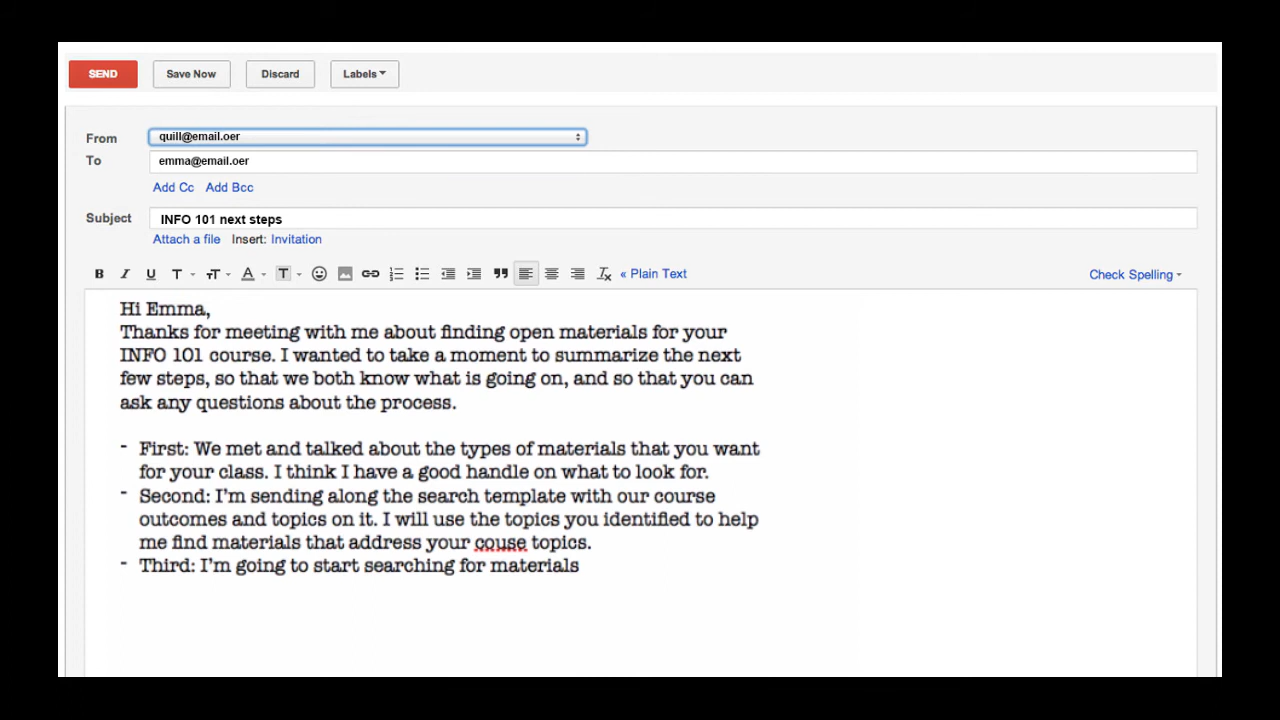 SEND Save Now Discard Labels
From quill@email.oer
To emma@email.oer
Add Cc Add Bcc
Subject INFO 101 next steps
Attach a file Insert: Invitation
B I U T T A T « Plain Text Check Spelling
Hi Emma,
Thanks for meeting with me about finding open materials for your
INFO 101 course. I wanted to take a moment to summarize the next
few steps, so that we both know what is going on, and so that you can
ask any questions about the process.
- First: We met and talked about the types of materials that you want
for your class. I think I have a good handle on what to look for.
- Second: I'm sending along the search template with our course
outcomes and topics on it. I will use the topics you identified to help
me find materials that address your couse topics.
- Third: I'm going to start searching for materials